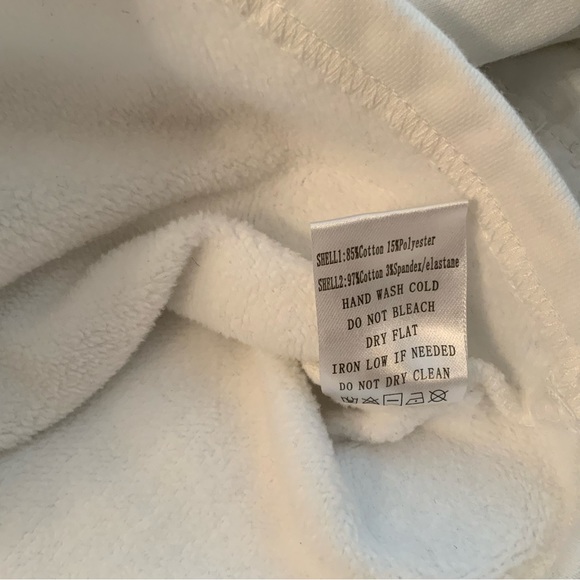 SHELL1:85%Cotton 15%Polyester
SHELL2:97%Cotton 3%Spandex/elastane
HAND WASH COLD
DO NOT BLEACH
DRY FLAT
IRON LOW IF NEEDED
DO NOT DRY CLEAN